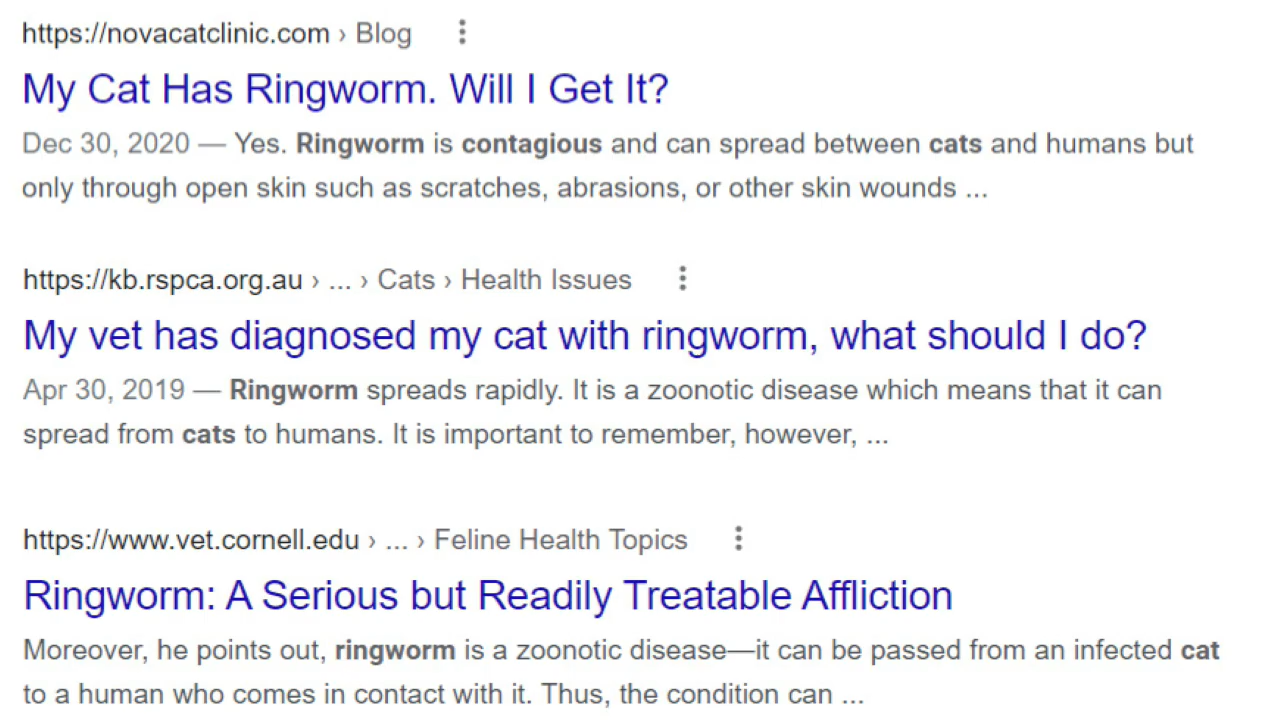 https://novacatclinic.com › Blog
My Cat Has Ringworm. Will I Get It?
Dec 30, 2020 — Yes. Ringworm is contagious and can spread between cats and humans but
only through open skin such as scratches, abrasions, or other skin wounds ...
https://kb.rspca.org.au › ... › Cats › Health Issues
My vet has diagnosed my cat with ringworm, what should I do?
Apr 30, 2019 — Ringworm spreads rapidly. It is a zoonotic disease which means that it can
spread from cats to humans. It is important to remember, however, ...
https://www.vet.cornell.edu › ... › Feline Health Topics
Ringworm: A Serious but Readily Treatable Affliction
Moreover, he points out, ringworm is a zoonotic disease—it can be passed from an infected cat
to a human who comes in contact with it. Thus, the condition can ...